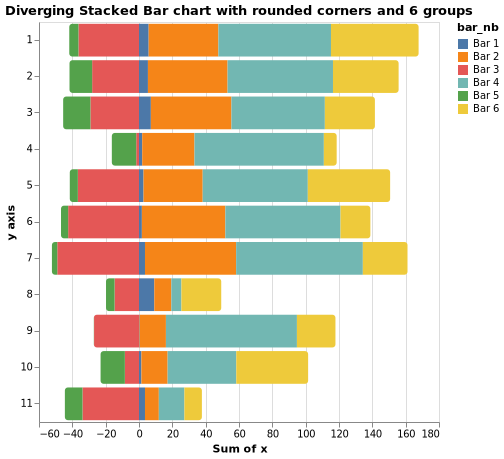 Diverging Stacked Bar chart with rounded corners and 6 groups
bar_nb
Bar 1
Bar 2
Bar 3
Bar 4
Bar 5
Bar 6
y axis
1
2
3
4
5
6
7
8
9
10
11
−60 −40 −20 0 20 40 60 80 100 120 140 160 180
Sum of x